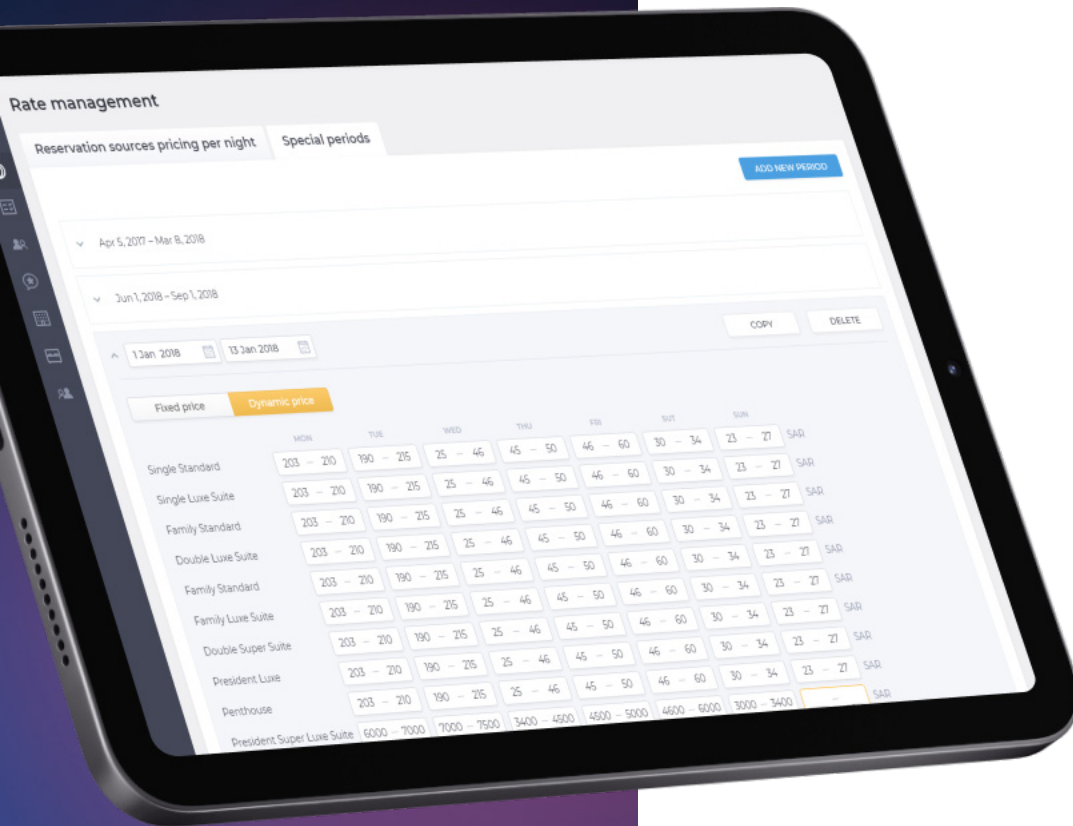 Rate management
Reservation sources pricing per night Special periods
ADD NEW PERIOD
Apr 5, 2017 – Mar 8, 2018
Jun 1, 2018 – Sep 1, 2018
1 Jan 2018 13 Jan 2018 COPY DELETE
Fixed price Dynamic price
MON TUE WED THU FRI SUT SUN
Single Standard 203 – 210 190 – 215 25 – 46 45 – 50 46 – 60 30 – 34 23 – 27 SAR
Single Luxe Suite 203 – 210 190 – 215 25 – 46 45 – 50 46 – 60 30 – 34 23 – 27 SAR
Family Standard 203 – 210 190 – 215 25 – 46 45 – 50 46 – 60 30 – 34 23 – 27 SAR
Double Luxe Suite 203 – 210 190 – 215 25 – 46 45 – 50 46 – 60 30 – 34 23 – 27 SAR
Family Standard 203 – 210 190 – 215 25 – 46 45 – 50 46 – 60 30 – 34 23 – 27 SAR
Family Luxe Suite 203 – 210 190 – 215 25 – 46 45 – 50 46 – 60 30 – 34 23 – 27 SAR
Double Super Suite 203 – 210 190 – 215 25 – 46 45 – 50 46 – 60 30 – 34 23 – 27 SAR
President Luxe 203 – 210 190 – 215 25 – 46 45 – 50 46 – 60 30 – 34 23 – 27 SAR
Penthouse 203 – 210 190 – 215 25 – 46 45 – 50 46 – 60 30 – 34 23 – 27 SAR
President Super Luxe Suite 6000 – 7000 7000 – 7500 3400 – 4500 4500 – 5000 4600 – 6000 3000 – 3400 – SAR